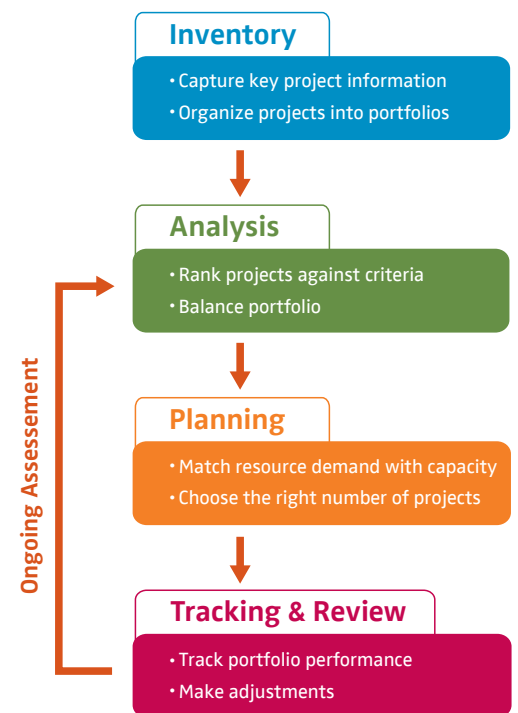 Inventory
• Capture key project information
• Organize projects into portfolios
Analysis
• Rank projects against criteria
• Balance portfolio
Planning
• Match resource demand with capacity
• Choose the right number of projects
Tracking & Review
• Track portfolio performance
• Make adjustments
Ongoing Assessement